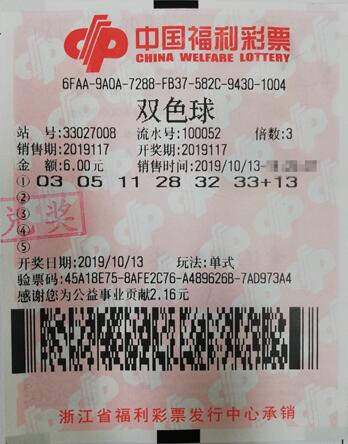 中国福利彩票
CHINA WELFARE LOTTERY
6FAA-9A0A-7288-FB37-582C-9430-1004
双色球
站 号:33027008 流水号:100052 倍数:3
销售期:2019117 开奖期:2019117
金 额:6.00元 销售时间:2019/10/13-
① 03 05 11 28 32 33+13
②
③
兑奖
④
⑤
开奖日期:2019/10/13 玩法:单式
验票码:45A18E75-8AFE2C76-A489626B-7AD973A4
感谢您为公益事业贡献2.16元
浙江省福利彩票发行中心承销